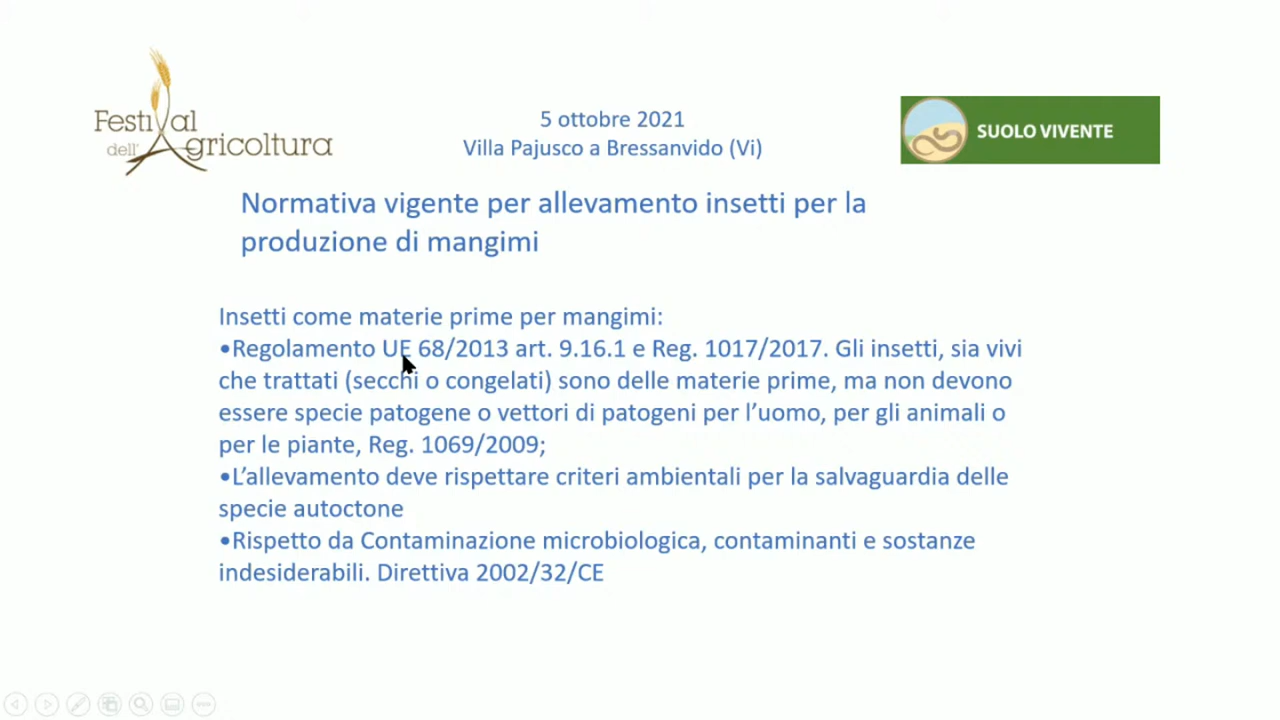 Festival
dell'Agricoltura
5 ottobre 2021
Villa Pajusco a Bressanvido (Vi)
SUOLO VIVENTE
Normativa vigente per allevamento insetti per la
produzione di mangimi
Insetti come materie prime per mangimi:
•Regolamento UE 68/2013 art. 9.16.1 e Reg. 1017/2017. Gli insetti, sia vivi
che trattati (secchi o congelati) sono delle materie prime, ma non devono
essere specie patogene o vettori di patogeni per l’uomo, per gli animali o
per le piante, Reg. 1069/2009;
•L’allevamento deve rispettare criteri ambientali per la salvaguardia delle
specie autoctone
•Rispetto da Contaminazione microbiologica, contaminanti e sostanze
indesiderabili. Direttiva 2002/32/CE